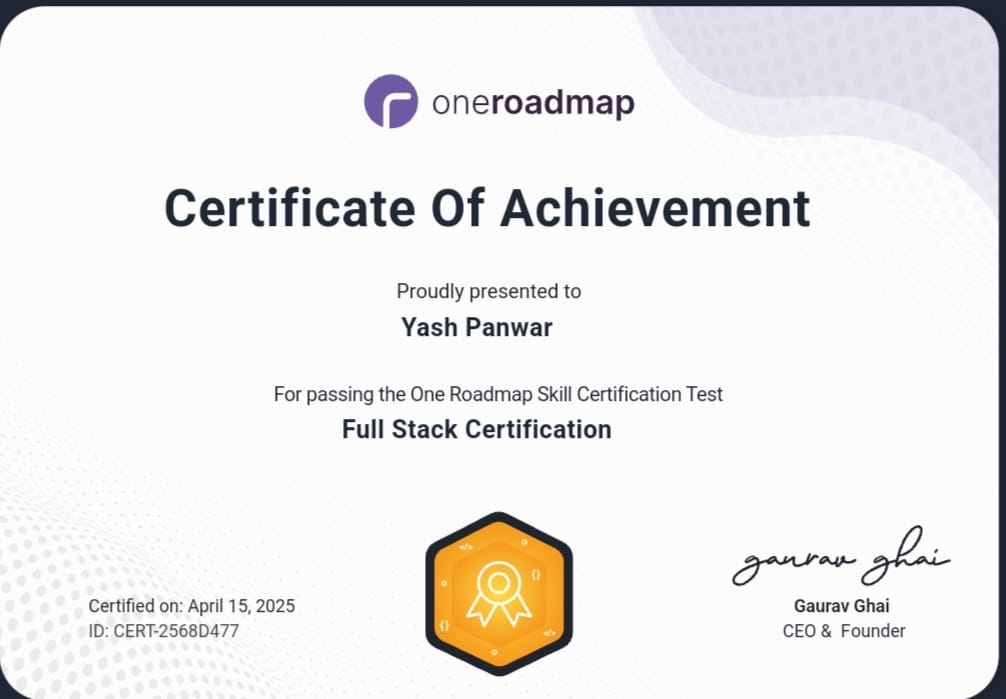 oneroadmap
Certificate Of Achievement
Proudly presented to
Yash Panwar
For passing the One Roadmap Skill Certification Test
Full Stack Certification
</>
{}
{}
</>
gaurav ghai
Certified on: April 15, 2025
ID: CERT-2568D477
Gaurav Ghai
CEO & Founder